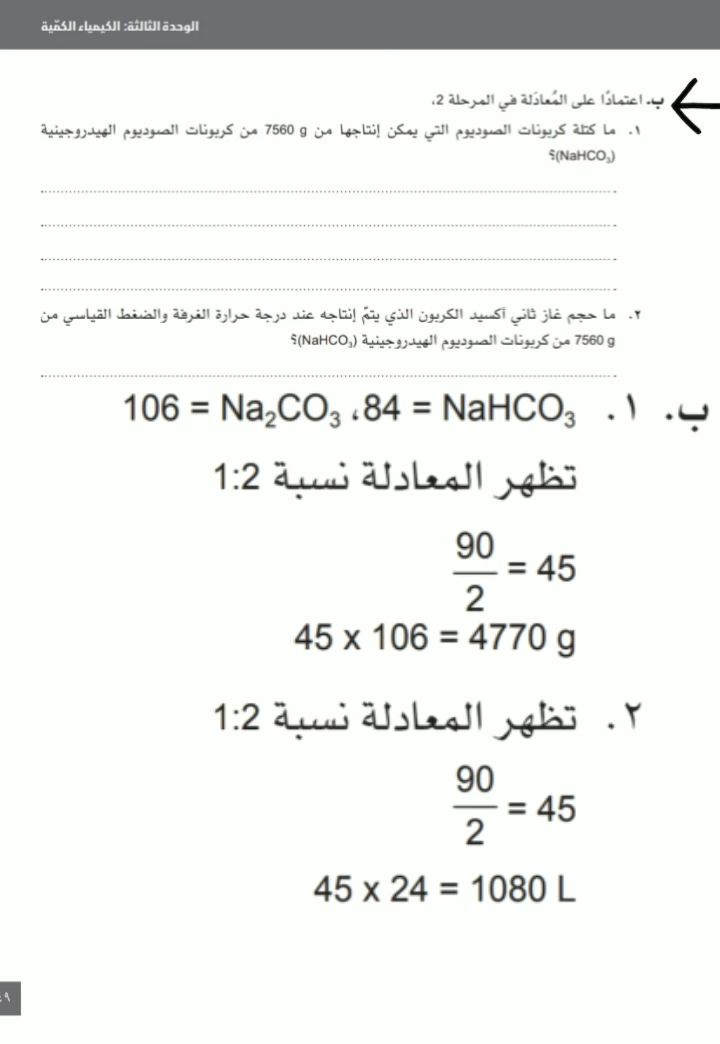 الوحدة الثالثة: الكيمياء الكمّية
ب. اعتمادًا على المُعادَلة في المرحلة 2،
١. ما كتلة كربونات الصوديوم التي يمكن إنتاجها من 7560 g من كربونات الصوديوم الهيدروجينية
(NaHCO₃)؟
٢. ما حجم غاز ثاني أكسيد الكربون الذي يتمّ إنتاجه عند درجة حرارة الغرفة والضغط القياسي من
7560 g من كربونات الصوديوم الهيدروجينية (NaHCO₃)؟
ب. ١. NaHCO₃ = 84، Na₂CO₃ = 106
تظهر المعادلة نسبة 1:2
90/2 = 45
45 x 106 = 4770 g
٢. تظهر المعادلة نسبة 1:2
90/2 = 45
45 x 24 = 1080 L